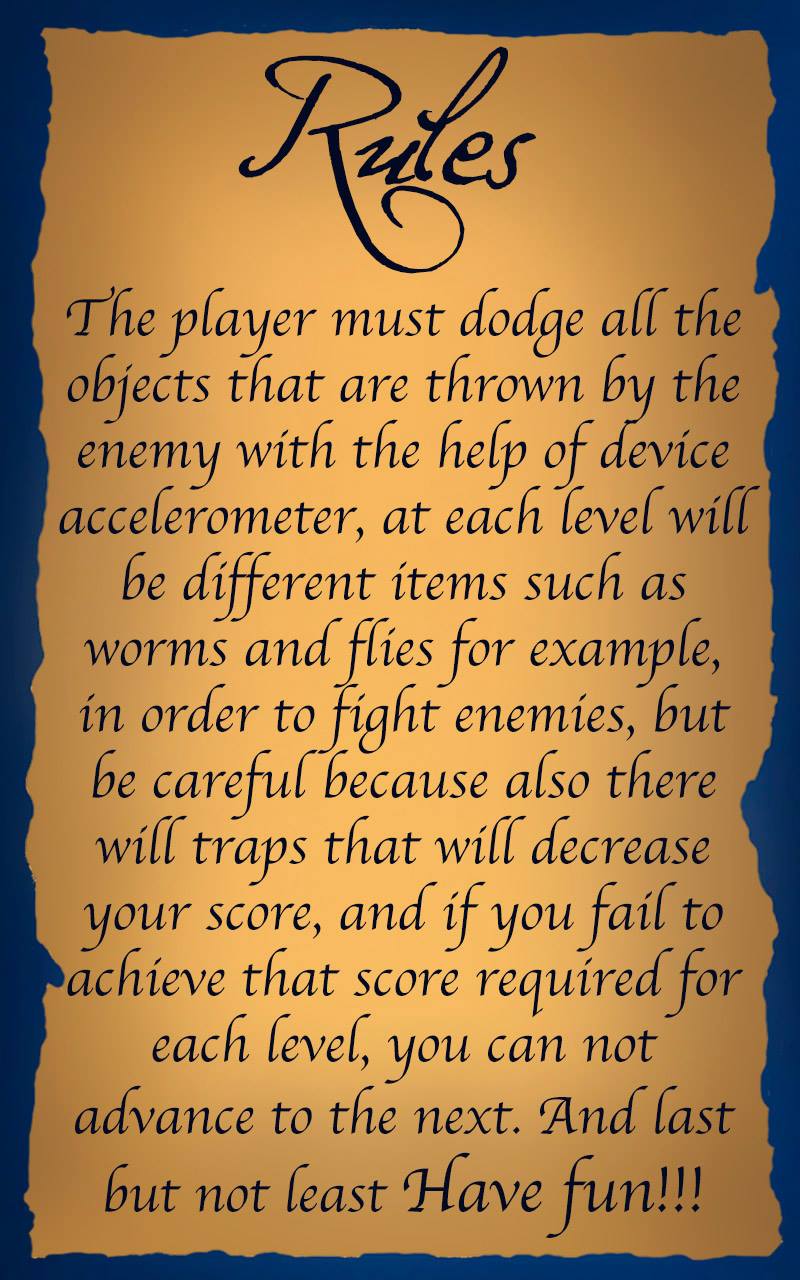 Rules
The player must dodge all the
objects that are thrown by the
enemy with the help of device
accelerometer, at each level will
be different items such as
worms and flies for example,
in order to fight enemies, but
be careful because also there
will traps that will decrease
your score, and if you fail to
achieve that score required for
each level, you can not
advance to the next. And last
but not least Have fun!!!